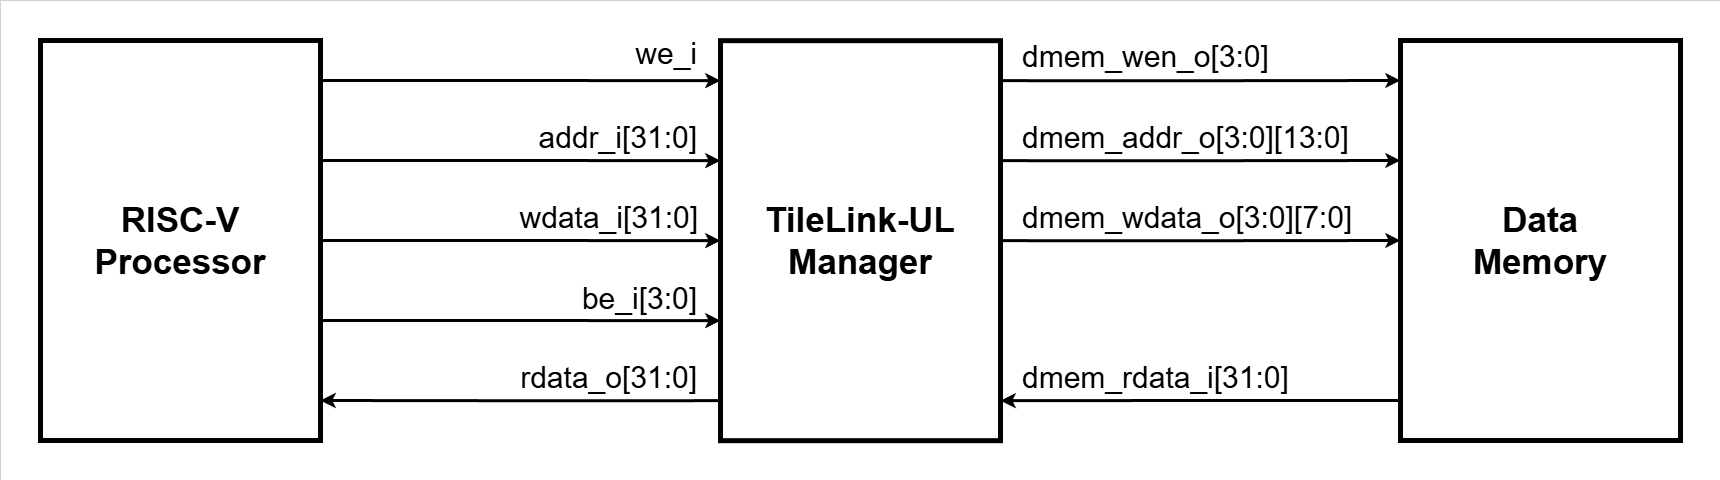 we_i
dmem_wen_o[3:0]
addr_i[31:0]
dmem_addr_o[3:0][13:0]
RISC-V
Processor
wdata_i[31:0]
TileLink-UL
Manager
dmem_wdata_o[3:0][7:0]
Data
Memory
be_i[3:0]
rdata_o[31:0]
dmem_rdata_i[31:0]